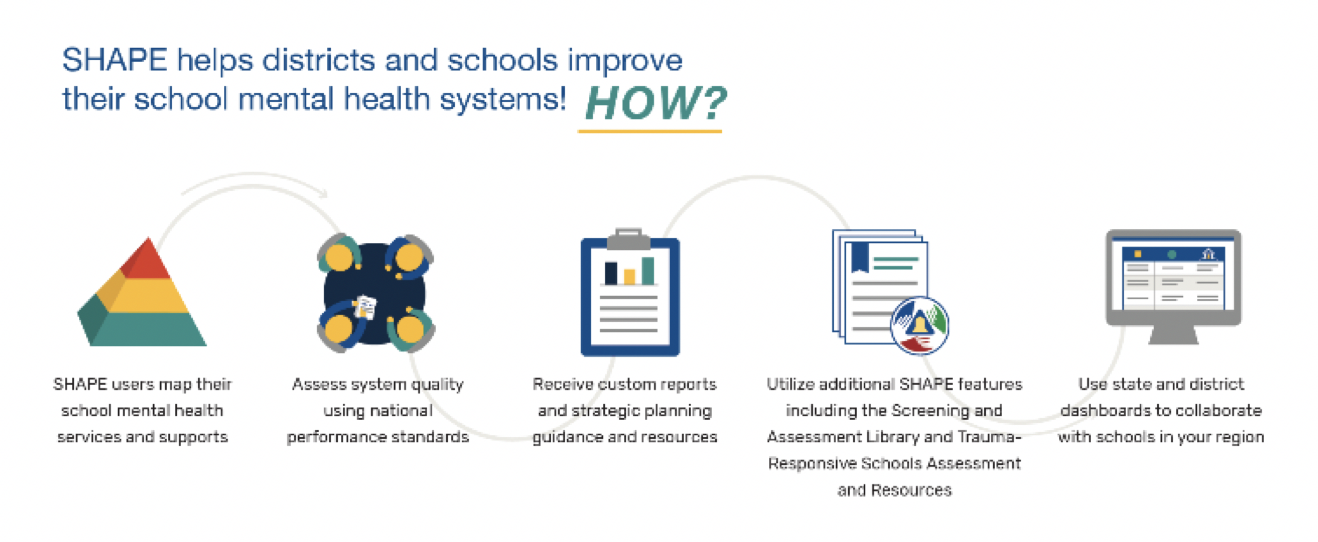 SHAPE helps districts and schools improve
their school mental health systems! HOW?
SHAPE users map their
school mental health
services and supports
Assess system quality
using national
performance standards
Receive custom reports
and strategic planning
guidance and resources
Utilize additional SHAPE features
including the Screening and
Assessment Library and Trauma-
Responsive Schools Assessment
and Resources
Use state and district
dashboards to collaborate
with schools in your region